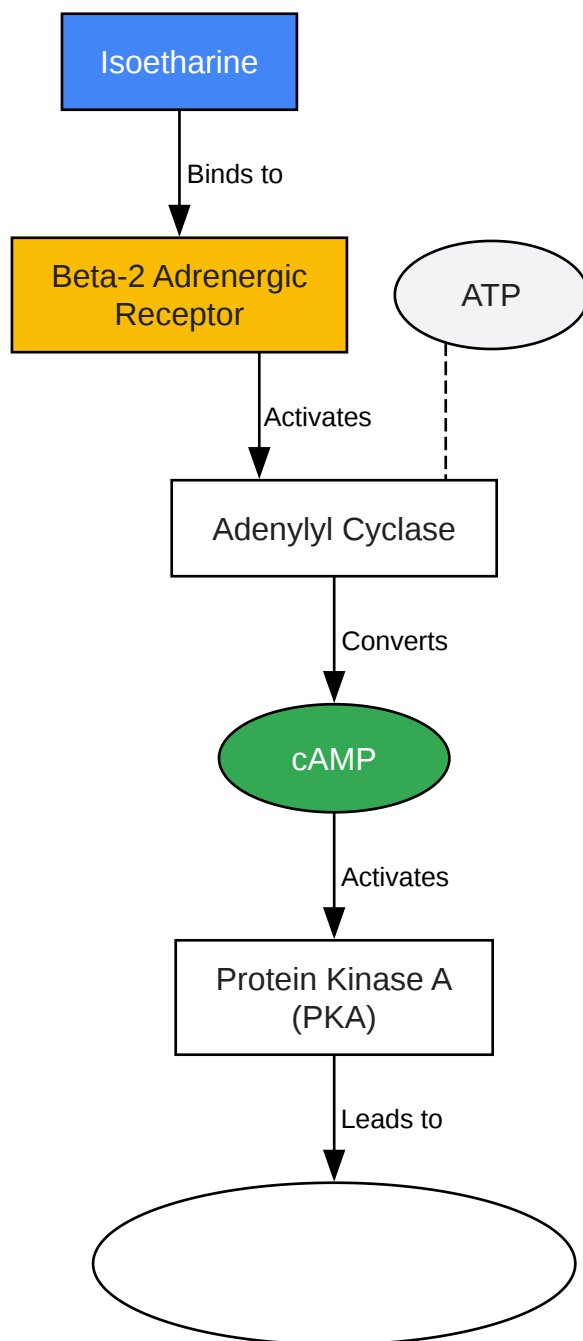 Isoetharine
Binds to
Beta-2 Adrenergic
Receptor
ATP
Activates
Adenylyl Cyclase
Converts
cAMP
Activates
Protein Kinase A
(PKA)
Leads to